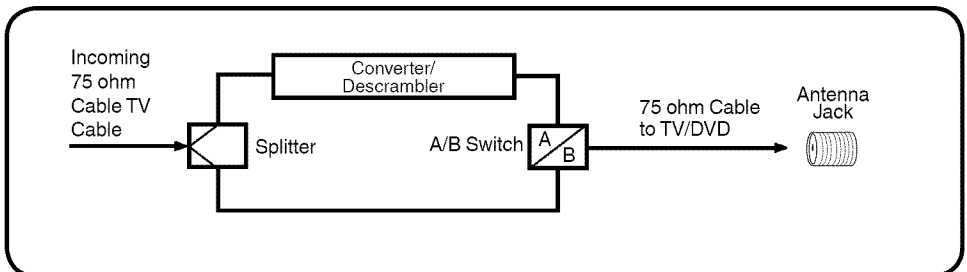 Incoming
75 ohm
Cable TV
Cable
Converter/
Descrambler
Splitter
A/B Switch
A
B
75 ohm Cable
to TV/DVD
Antenna
Jack